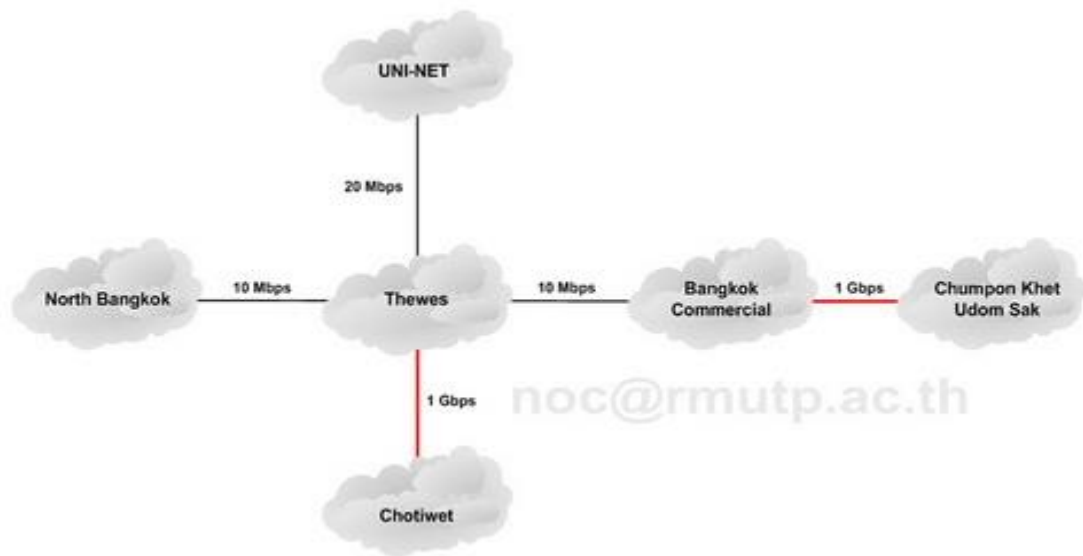 UNI-NET
20 Mbps
North Bangkok
10 Mbps
Thewes
10 Mbps
Bangkok
Commercial
1 Gbps
Chumpon Khet
Udom Sak
1 Gbps
noc@rmutp.ac.th
Chotiwet